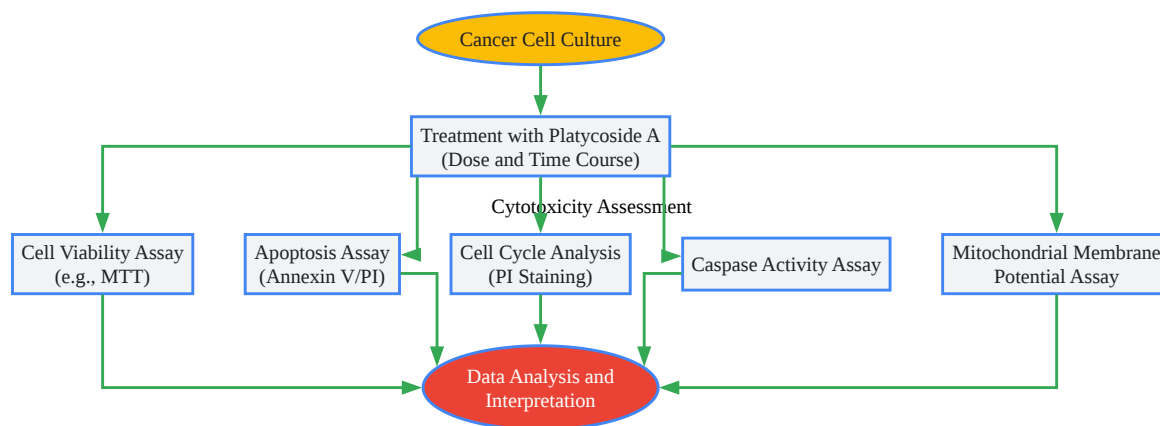 Cancer Cell Culture
Treatment with Platycoside A
(Dose and Time Course)
Cytotoxicity Assessment
Cell Viability Assay
(e.g., MTT)
Apoptosis Assay
(Annexin V/PI)
Cell Cycle Analysis
(PI Staining)
Caspase Activity Assay
Mitochondrial Membrane
Potential Assay
Data Analysis and
Interpretation